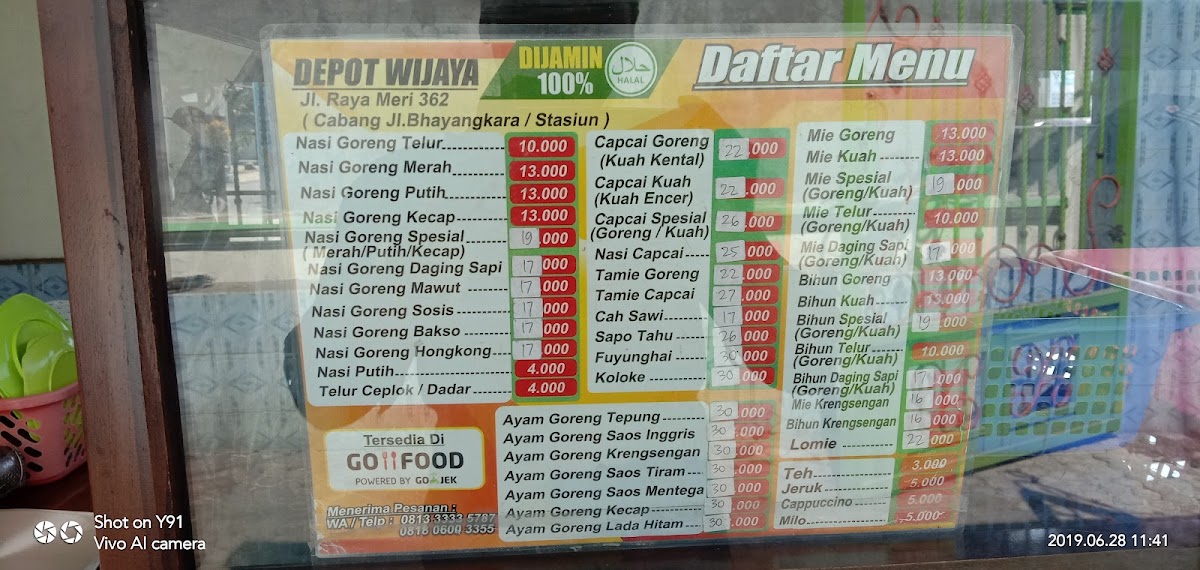 DEPOT WIJAYA
Jl. Raya Meri 362
( Cabang Jl.Bhayangkara / Stasiun )
DIJAMIN
100%
حلال
HALAL
Daftar Menu
Nasi Goreng Telur 10.000
Nasi Goreng Merah 13.000
Nasi Goreng Putih 13.000
Nasi Goreng Kecap 13.000
Nasi Goreng Spesial 19.000
( Merah/Putih/Kecap)
Nasi Goreng Daging Sapi 17.000
Nasi Goreng Mawut 17.000
Nasi Goreng Sosis 17.000
Nasi Goreng Bakso 17.000
Nasi Goreng Hongkong 17.000
Nasi Putih 4.000
Telur Ceplok / Dadar 4.000
Capcai Goreng 22.000
(Kuah Kental)
Capcai Kuah 22.000
(Kuah Encer)
Capcai Spesial 26.000
(Goreng / Kuah)
Nasi Capcai 25.000
Tamie Goreng 22.000
Tamie Capcai 27.000
Cah Sawi 17.000
Sapo Tahu 26.000
Fuyunghai 30.000
Koloke 30.000
Mie Goreng 13.000
Mie Kuah 13.000
Mie Spesial 19.000
(Goreng/Kuah)
Mie Telur 10.000
(Goreng/Kuah)
Mie Daging Sapi 17.000
(Goreng/Kuah)
Bihun Goreng 13.000
Bihun Kuah 13.000
Bihun Spesial 19.000
(Goreng/Kuah)
Bihun Telur 10.000
(Goreng/Kuah)
Bihun Daging Sapi 17.000
(Goreng/Kuah)
Mie Krengsengan 16.000
Bihun Krengsengan 16.000
Lomie 22.000
Ayam Goreng Tepung 30.000
Ayam Goreng Saos Inggris 30.000
Ayam Goreng Krengsengan 30.000
Ayam Goreng Saos Tiram 30.000
Ayam Goreng Saos Mentega 30.000
Ayam Goreng Kecap 30.000
Ayam Goreng Lada Hitam 30.000
Teh 3.000
Jeruk 5.000
Cappuccino 5.000
Milo 5.000
Tersedia Di
GO FOOD
POWERED BY GO JEK
Menerima Pesanan :
WA / Telp : 0813 3333 5787
0818 0600 3355
Shot on Y91
Vivo AI camera
2019.06.28 11:41